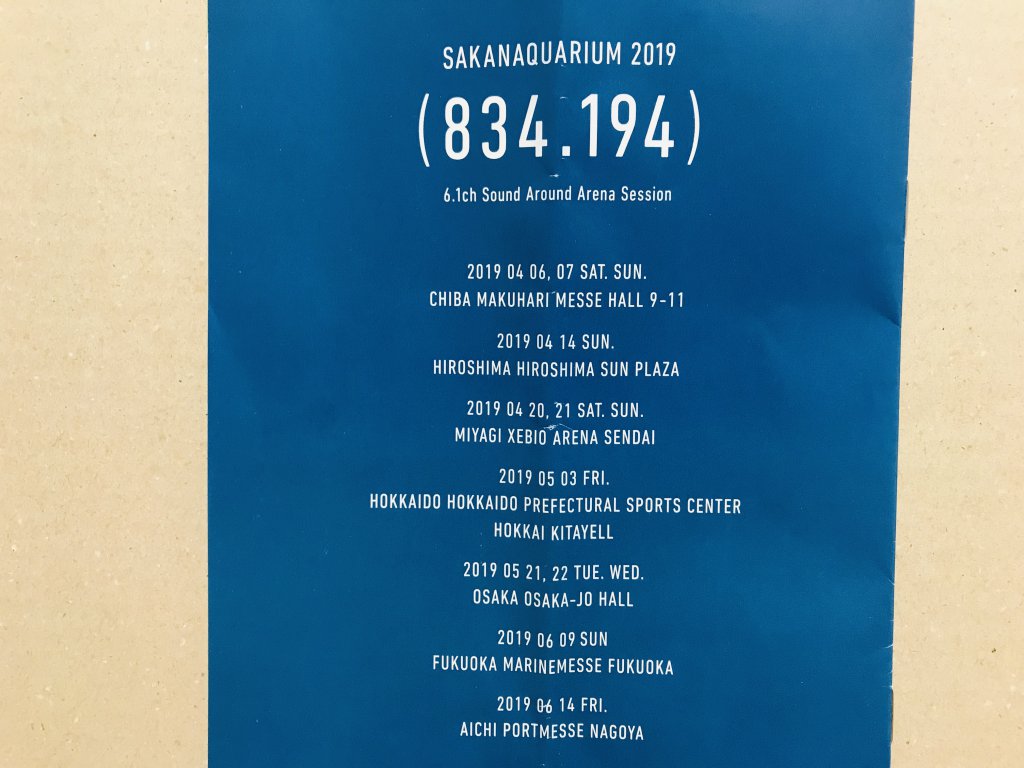 SAKANAQUARIUM 2019
(834.194)
6.1ch Sound Around Arena Session
2019 04 06, 07 SAT. SUN.
CHIBA MAKUHARI MESSE HALL 9-11
2019 04 14 SUN.
HIROSHIMA HIROSHIMA SUN PLAZA
2019 04 20, 21 SAT. SUN.
MIYAGI XEBIO ARENA SENDAI
2019 05 03 FRI.
HOKKAIDO HOKKAIDO PREFECTURAL SPORTS CENTER
HOKKAI KITAYELL
2019 05 21, 22 TUE. WED.
OSAKA OSAKA-JO HALL
2019 06 09 SUN
FUKUOKA MARINEMESSE FUKUOKA
2019 06 14 FRI.
AICHI PORTMESSE NAGOYA